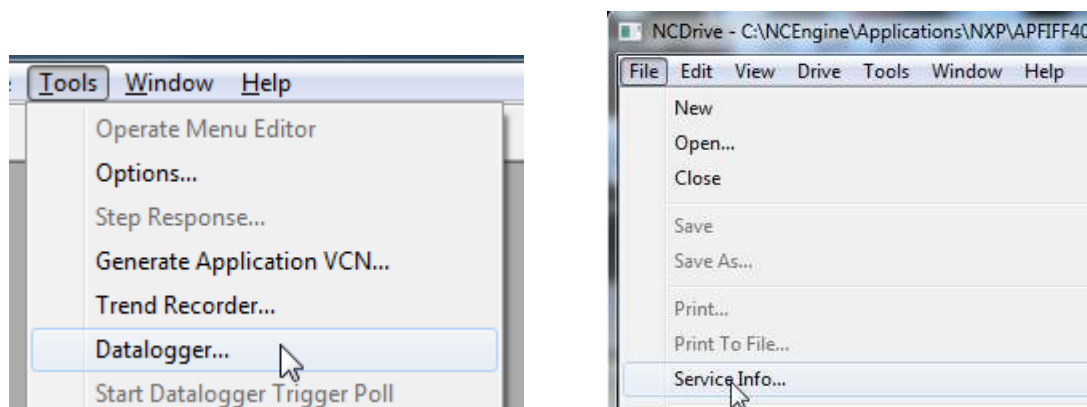 Tools Window Help
Operate Menu Editor
Options...
Step Response...
Generate Application VCN...
Trend Recorder...
Datalogger...
Start Datalogger Trigger Poll
NCDrive - C:\NCEngine\Applications\NXP\APFIFF40
File Edit View Drive Tools Window Help
New
Open...
Close
Save
Save As...
Print...
Print To File...
Service Info...